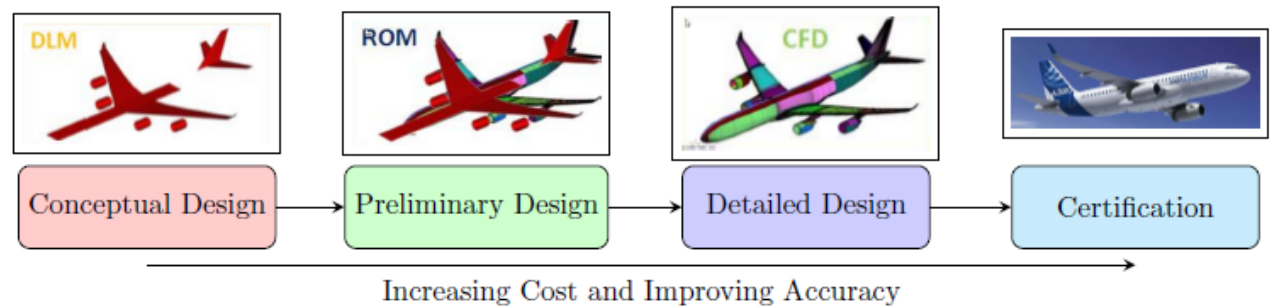 DLM
ROM
CFD
Conceptual Design
Preliminary Design
Detailed Design
Certification
Increasing Cost and Improving Accuracy